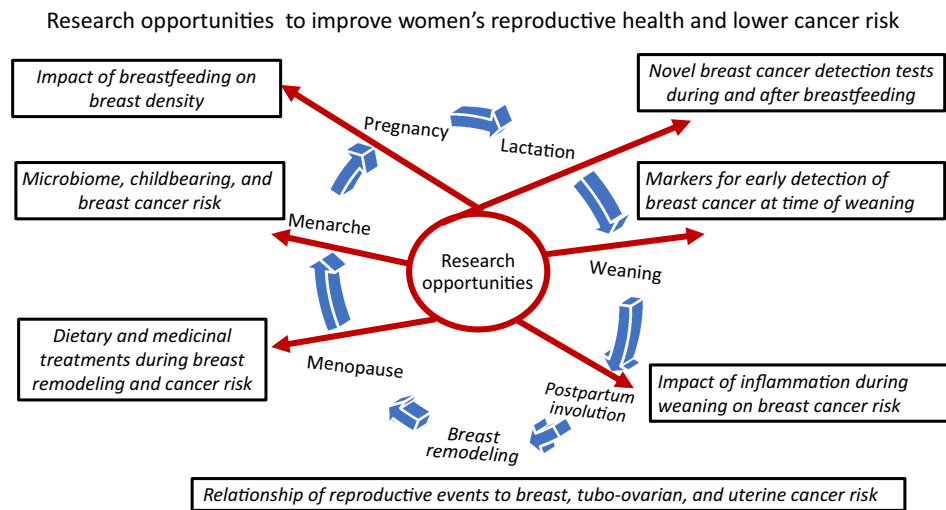 Research opportunities to improve women's reproductive health and lower cancer risk
Impact of breastfeeding on
breast density
Novel breast cancer detection tests
during and after breastfeeding
Pregnancy
Lactation
Microbiome, childbearing, and
breast cancer risk
Markers for early detection of
breast cancer at time of weaning
Menarche
Research
opportunities
Weaning
Dietary and medicinal
treatments during breast
remodeling and cancer risk
Menopause
Postpartum
involution
Impact of inflammation during
weaning on breast cancer risk
Breast
remodeling
Relationship of reproductive events to breast, tubo-ovarian, and uterine cancer risk